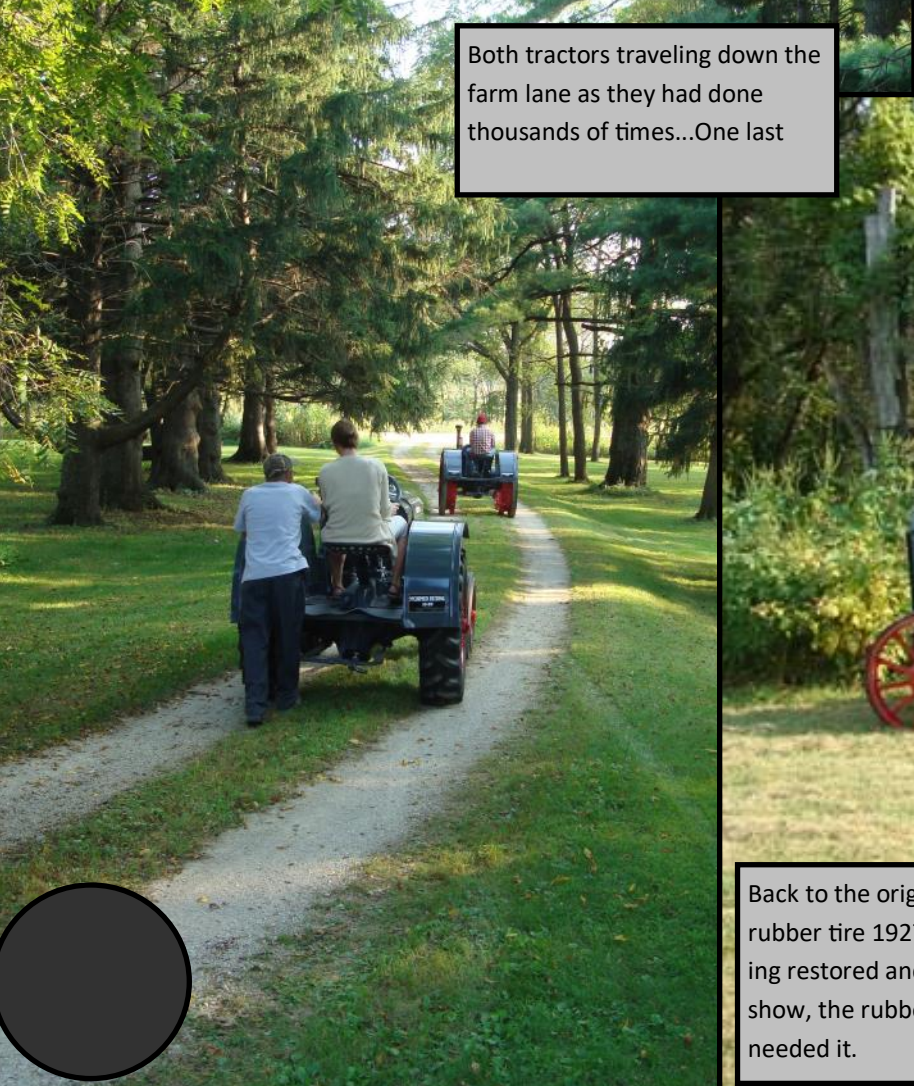 Both tractors traveling down the
farm lane as they had done
thousands of times...One last
Back to the orig
rubber tire 1927
ing restored and
show, the rubbe
needed it.